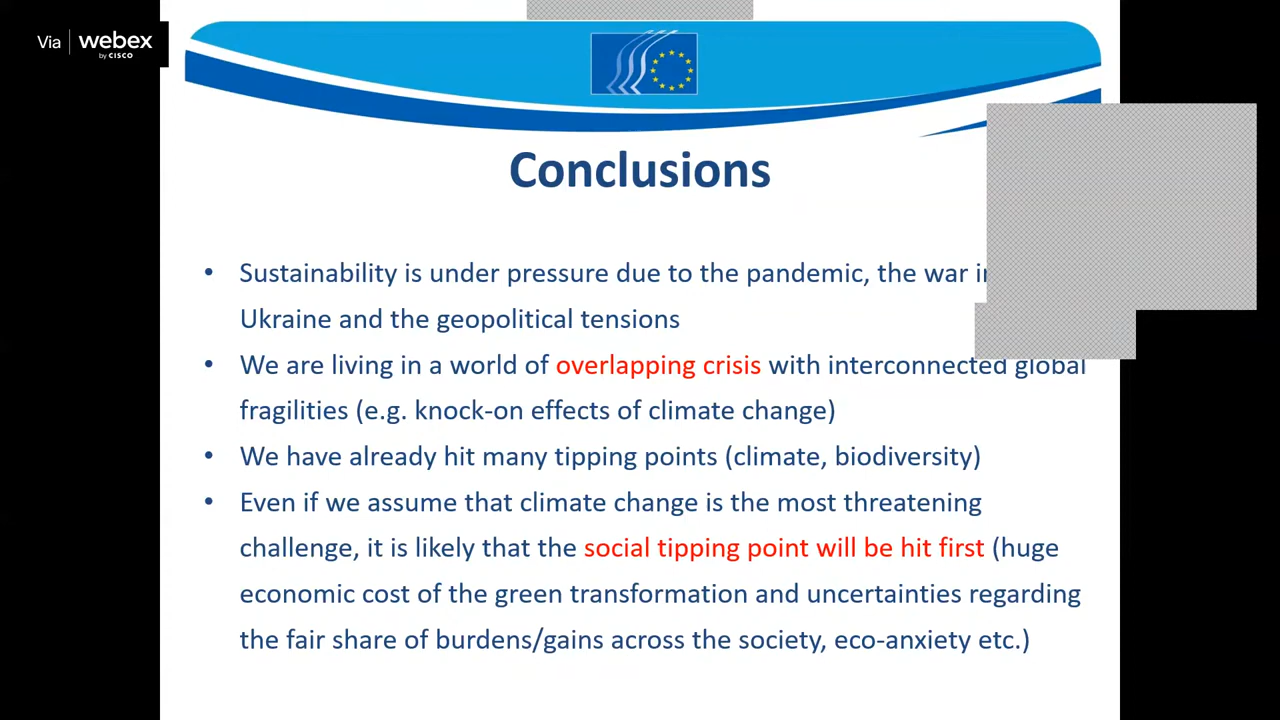 Via webex
by CISCO
Conclusions
• Sustainability is under pressure due to the pandemic, the war in
Ukraine and the geopolitical tensions
• We are living in a world of overlapping crisis with interconnected global
fragilities (e.g. knock-on effects of climate change)
• We have already hit many tipping points (climate, biodiversity)
• Even if we assume that climate change is the most threatening
challenge, it is likely that the social tipping point will be hit first (huge
economic cost of the green transformation and uncertainties regarding
the fair share of burdens/gains across the society, eco-anxiety etc.)